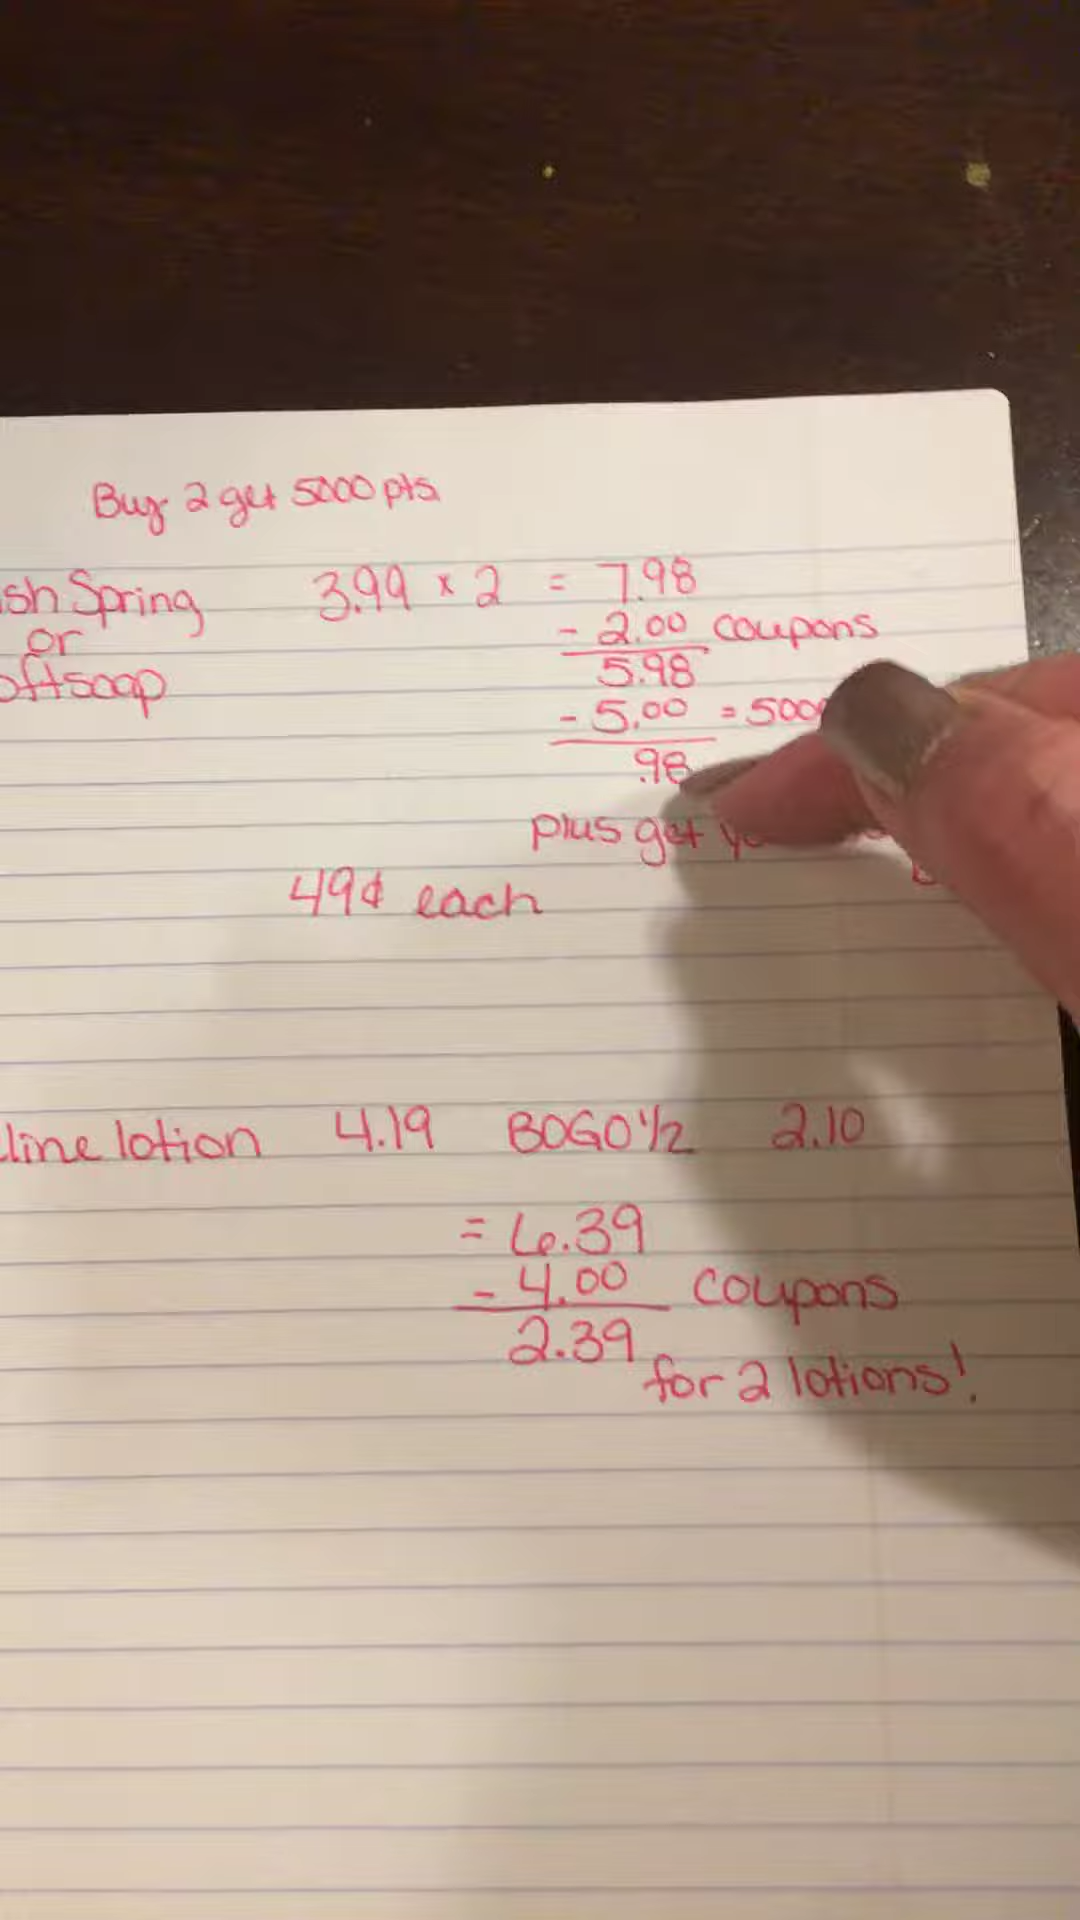 Buy 2 get 5000 pts.
sh Spring 3.99 x 2 = 7.98
or - 2.00 coupons
oftsoap 5.98
- 5.00 = 500
.98
plus get
49¢ each
line lotion 4.19 BOGO 1/2 2.10
= 6.39
- 4.00 coupons
2.39
for 2 lotions!